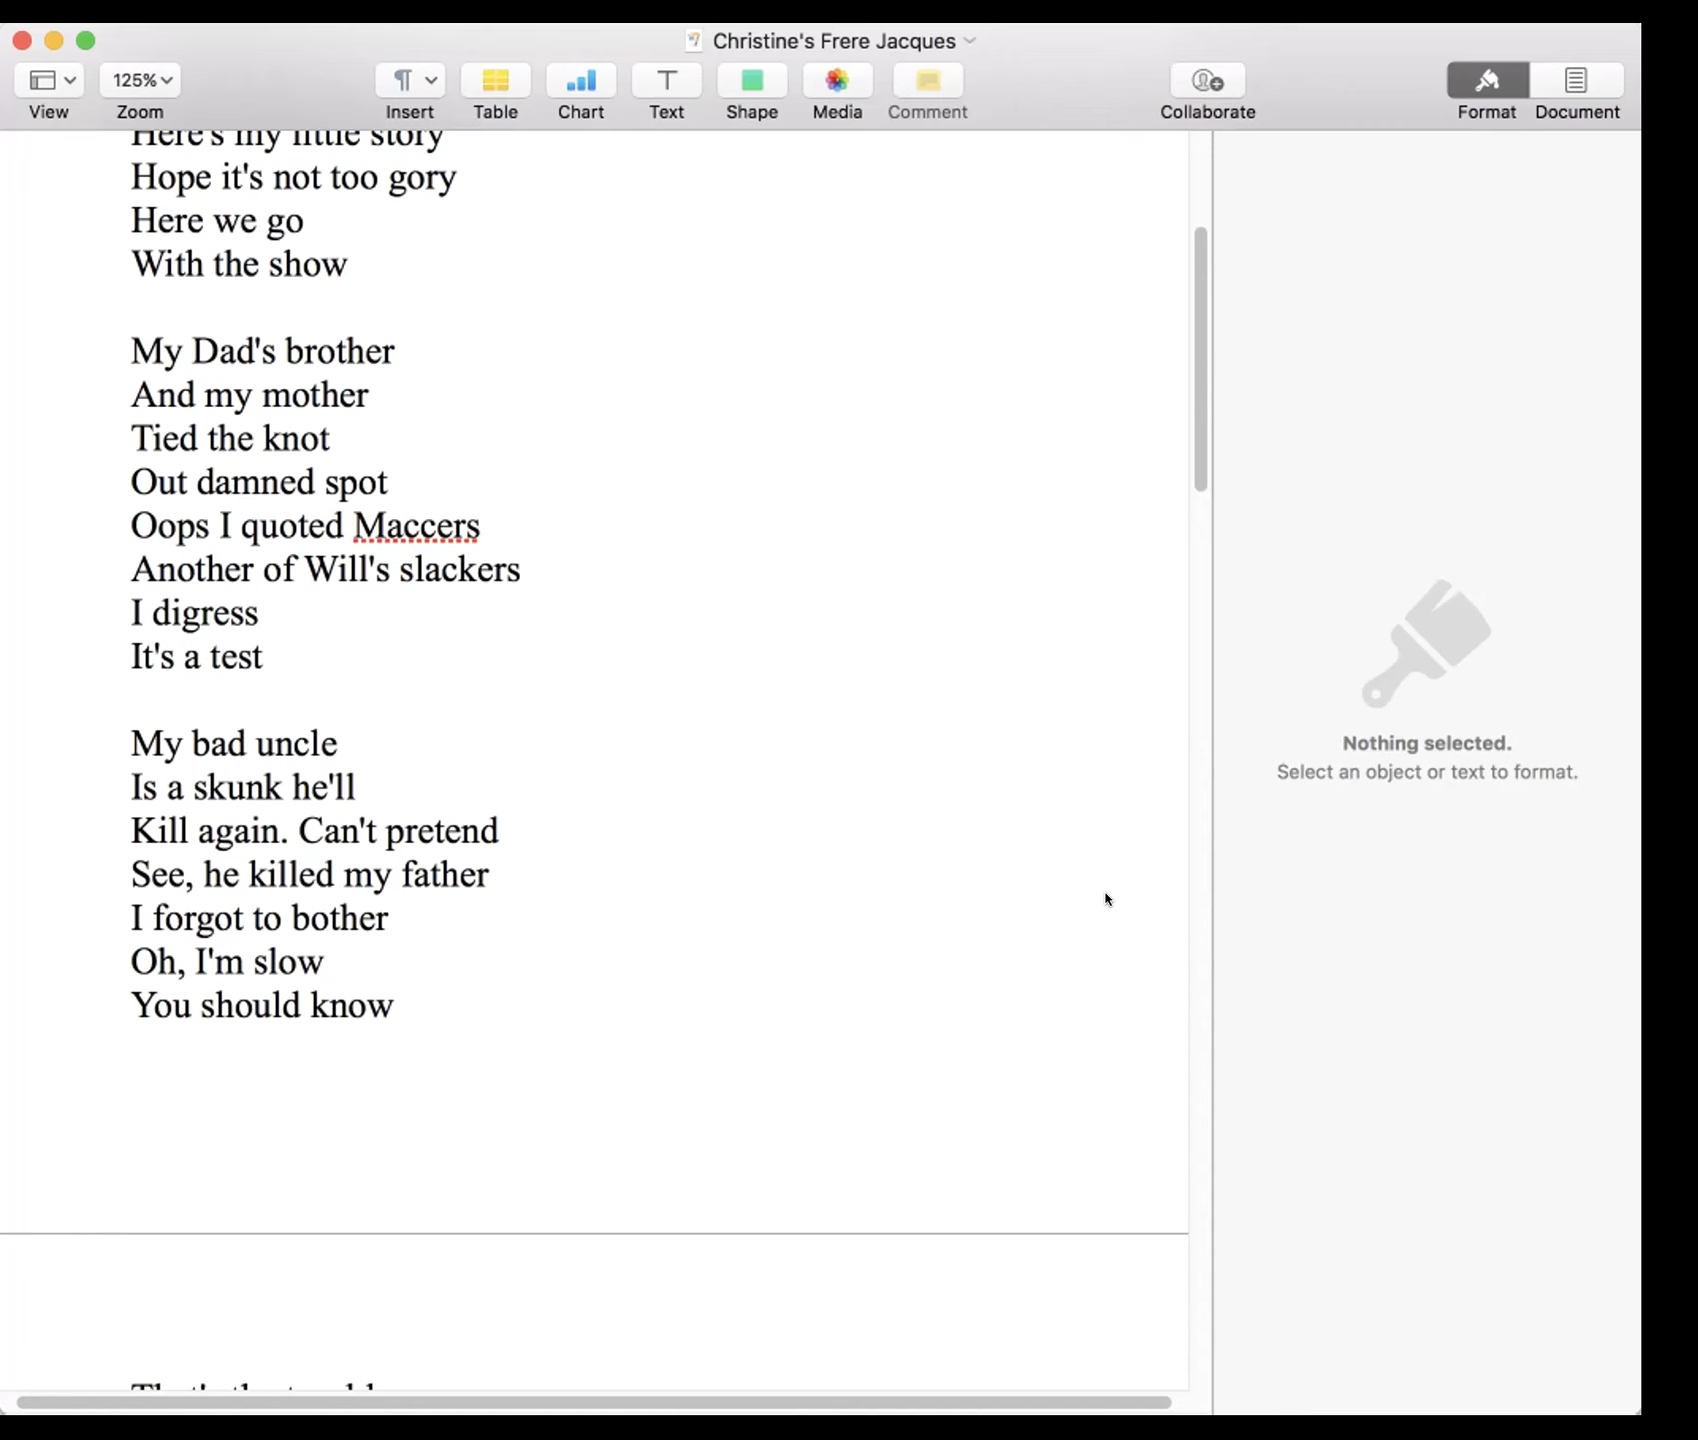 Christine's Frere Jacques
125%
View
Zoom
Insert
Table
Chart
Text
Shape
Media
Comment
Collaborate
Format
Document
Here's my little story
Hope it's not too gory
Here we go
With the show
My Dad's brother
And my mother
Tied the knot
Out damned spot
Oops I quoted Maccers
Another of Will's slackers
I digress
It's a test
My bad uncle
Is a skunk he'll
Kill again. Can't pretend
See, he killed my father
I forgot to bother
Oh, I'm slow
You should know
Nothing selected.
Select an object or text to format.